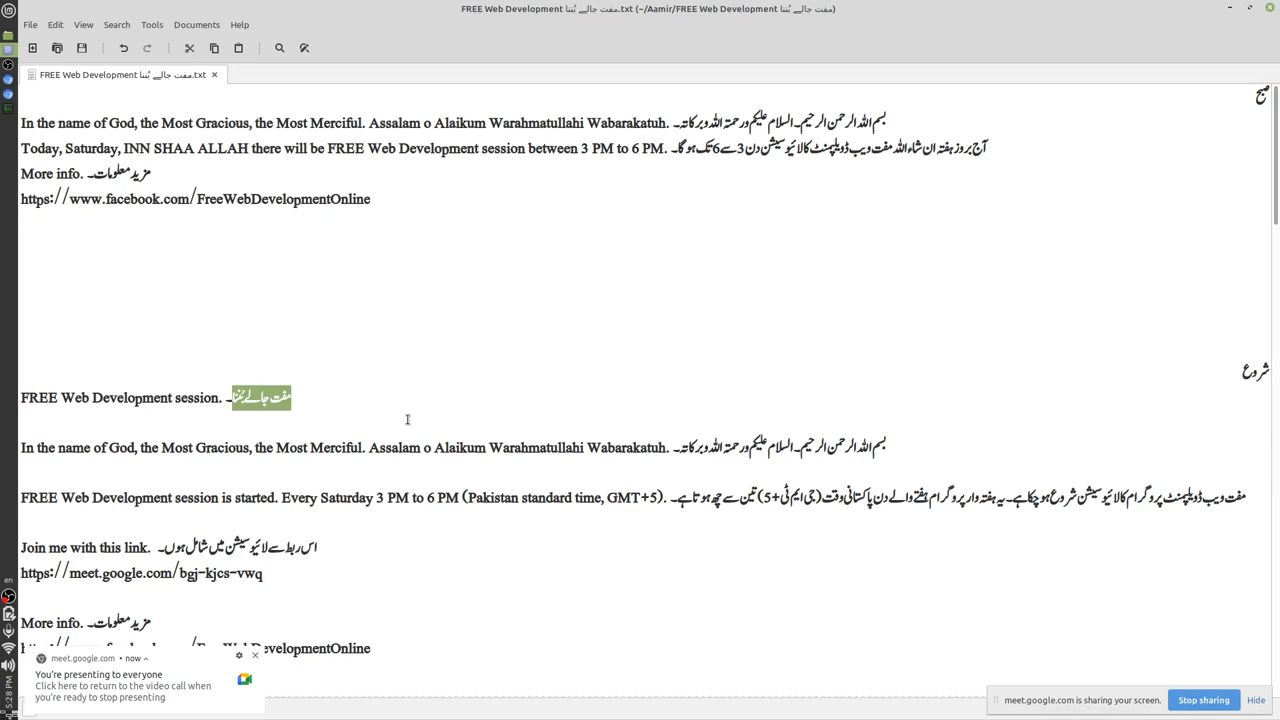 FREE Web Development مفت جالے بُننا.txt (~/Aamir/FREE Web Development مفت جالے بُننا)
File Edit View Search Tools Documents Help
FREE Web Development مفت جالے بُننا.txt
صبح
In the name of God, the Most Gracious, the Most Merciful. Assalam o Alaikum Warahmatullahi Wabarakatuh. بسم اللہ الرحمن الرحیم۔ السلام علیکم ورحمتہ اللہ وبرکاتہ۔
Today, Saturday, INN SHAA ALLAH there will be FREE Web Development session between 3 PM to 6 PM. آج بروز ہفتہ ان شاءاللہ مفت ویب ڈویلپمنٹ کا لائیو سیشن دن 3 سے 6 تک ہو گا۔
More info. مزید معلومات۔
https://www.facebook.com/FreeWebDevelopmentOnline
شروع
FREE Web Development session. مفت جالے بُننا۔
In the name of God, the Most Gracious, the Most Merciful. Assalam o Alaikum Warahmatullahi Wabarakatuh. بسم اللہ الرحمن الرحیم۔ السلام علیکم ورحمتہ اللہ وبرکاتہ۔
FREE Web Development session is started. Every Saturday 3 PM to 6 PM (Pakistan standard time, GMT+5). مفت ویب ڈویلپمنٹ پروگرام کا لائیو سیشن شروع ہو چکا ہے۔ یہ ہفتہ وار پروگرام ہفتے والے دن پاکستانی وقت (جی ایم ٹی +5) تین سے چھ ہوتا ہے۔
Join me with this link. اس ربط سے لائیو سیشن میں شامل ہوں۔
https://meet.google.com/bgj-kjcs-vwq
More info. مزید معلومات۔
meet.google.com • now
You're presenting to everyone
Click here to return to the video call when
you're ready to stop presenting
meet.google.com is sharing your screen. Stop sharing Hide
en
5:28 PM